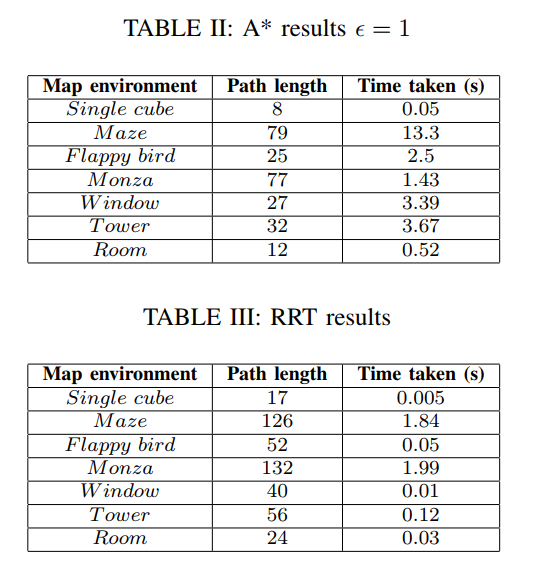 TABLE II: A* results ϵ = 1
Map environment Path length Time taken (s)
Single cube 8 0.05
Maze 79 13.3
Flappy bird 25 2.5
Monza 77 1.43
Window 27 3.39
Tower 32 3.67
Room 12 0.52
TABLE III: RRT results
Map environment Path length Time taken (s)
Single cube 17 0.005
Maze 126 1.84
Flappy bird 52 0.05
Monza 132 1.99
Window 40 0.01
Tower 56 0.12
Room 24 0.03